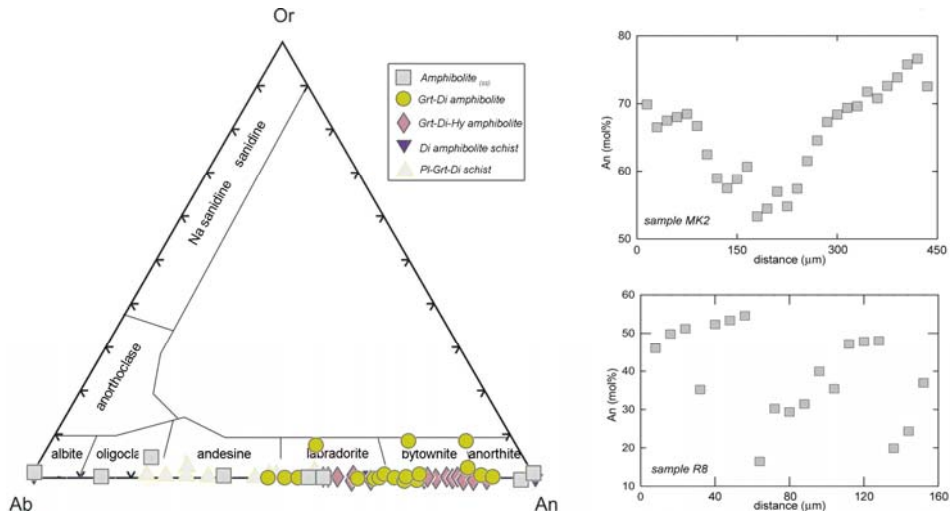 Or
sanidine
Na sanidine
anorthoclase
albite
oligocla
andesine
labradorite
bytownite
anorthite
Ab
An
Amphibolite (ss)
Grt-Di amphibolite
Grt-Di-Hy amphibolite
Di amphibolite schist
Pl-Grt-Di schist
80
70
60
50
An (mol%)
sample MK2
0
150
300
450
distance (µm)
60
50
40
30
20
10
An (mol%)
sample R8
0
40
80
120
160
distance (µm)